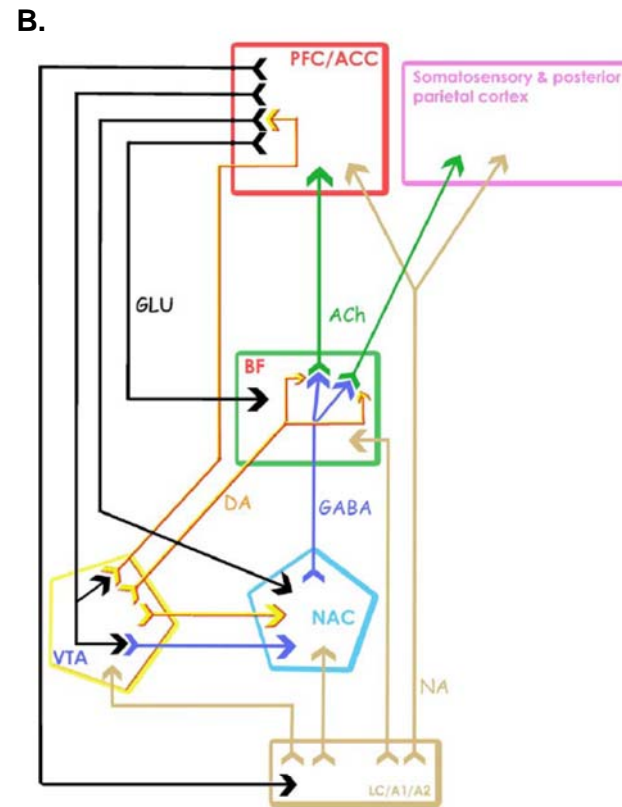 B.
PFC/ACC
Somatosensory & posterior
parietal cortex
GLU
ACh
BF
DA
GABA
NAC
VTA
NA
LC/A1/A2